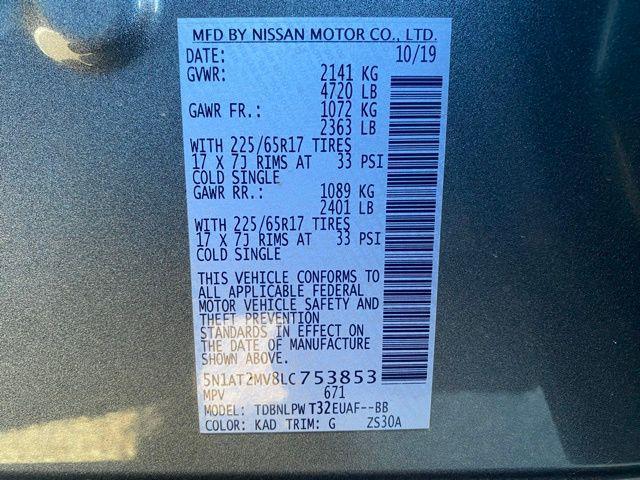 MFD BY NISSAN MOTOR CO., LTD.
DATE: 10/19
GVWR: 2141 KG
4720 LB
GAWR FR.: 1072 KG
2363 LB
WITH 225/65R17 TIRES
17 X 7J RIMS AT 33 PSI
COLD SINGLE
GAWR RR.: 1089 KG
2401 LB
WITH 225/65R17 TIRES
17 X 7J RIMS AT 33 PSI
COLD SINGLE
THIS VEHICLE CONFORMS TO
ALL APPLICABLE FEDERAL
MOTOR VEHICLE SAFETY AND
THEFT PREVENTION
STANDARDS IN EFFECT ON
THE DATE OF MANUFACTURE
SHOWN ABOVE.
5N1AT2MV8LC753853
MPV 671
MODEL: TDBNLPW T32EUAF--BB
COLOR: KAD TRIM: G ZS30A